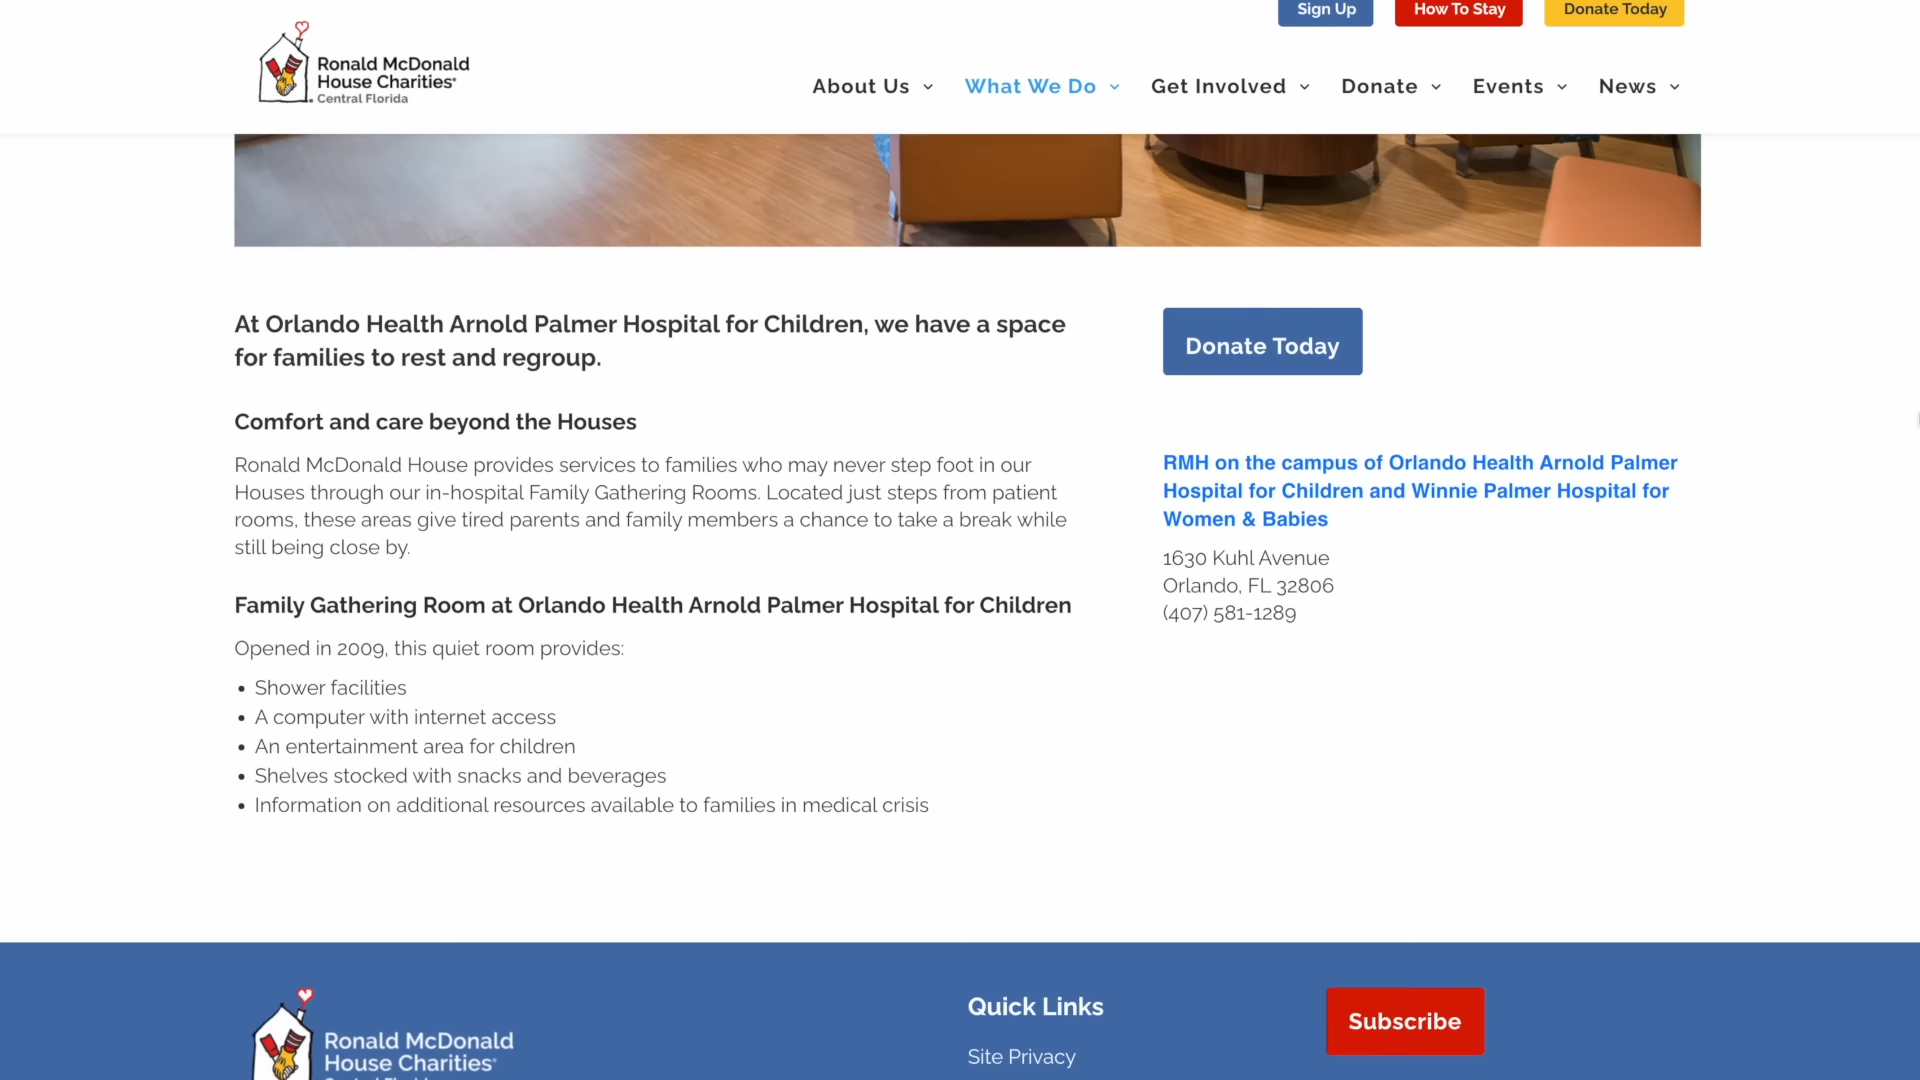 Sign Up
How To Stay
Donate Today
Ronald McDonald
House Charities®
Central Florida
About Us
What We Do
Get Involved
Donate
Events
News
At Orlando Health Arnold Palmer Hospital for Children, we have a space
for families to rest and regroup.
Comfort and care beyond the Houses
Ronald McDonald House provides services to families who may never step foot in our
Houses through our in-hospital Family Gathering Rooms. Located just steps from patient
rooms, these areas give tired parents and family members a chance to take a break while
still being close by.
Family Gathering Room at Orlando Health Arnold Palmer Hospital for Children
Opened in 2009, this quiet room provides:
• Shower facilities
• A computer with internet access
• An entertainment area for children
• Shelves stocked with snacks and beverages
• Information on additional resources available to families in medical crisis
Donate Today
RMH on the campus of Orlando Health Arnold Palmer
Hospital for Children and Winnie Palmer Hospital for
Women & Babies
1630 Kuhl Avenue
Orlando, FL 32806
(407) 581-1289
Ronald McDonald
House Charities®
Quick Links
Site Privacy
Subscribe